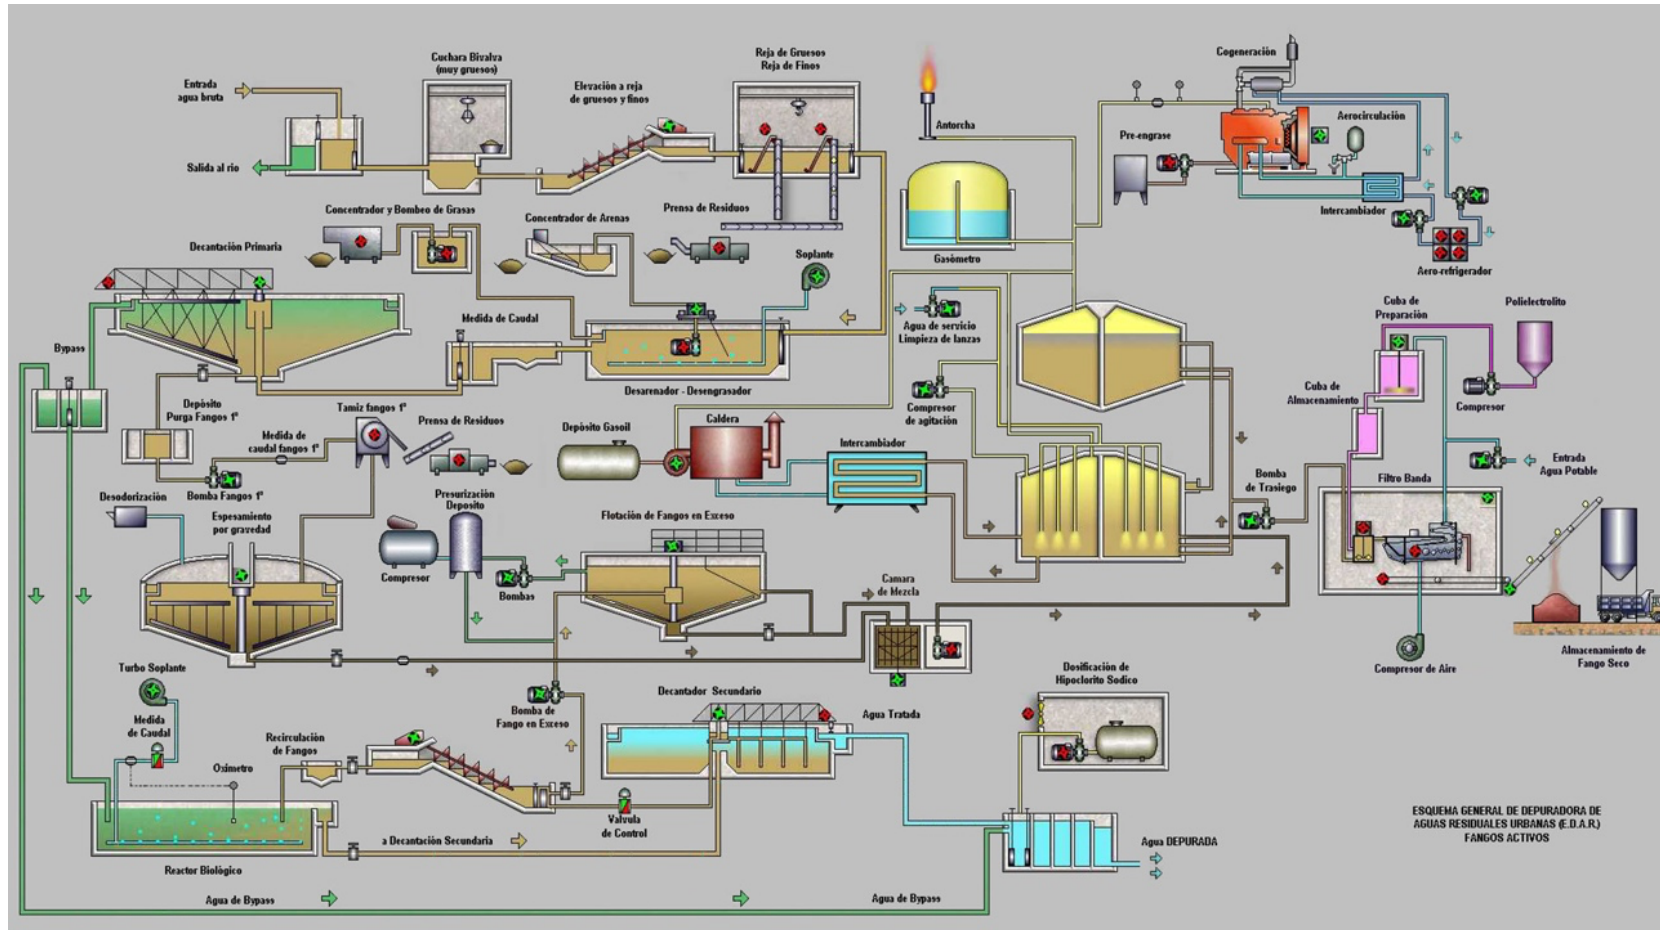 Entrada
agua bruta
Salida al rio
Cuchara Bivalva
(muy gruesos)
Elevación a reja
de gruesos y finos
Reja de Gruesos
Reja de Finos
Antorcha
Cogeneración
Pre-engrase
Aerocirculación
Intercambiador
Aero-refrigerador
Gasómetro
Concentrador y Bombeo de Grasas
Concentrador de Arenas
Prensa de Residuos
Soplante
Decantación Primaria
Medida de Caudal
Desarenador - Desengrasador
Agua de servicio
Limpieza de lanzas
Compresor
de agitación
Cuba de
Preparación
Polielectrolito
Cuba de
Almacenamiento
Compresor
Entrada
Agua Potable
Bypass
Depósito
Purga Fangos 1º
Medida de
caudal fangos 1º
Tamiz fangos 1º
Prensa de Residuos
Bomba Fangos 1º
Depósito Gasoil
Caldera
Intercambiador
Bomba
de Trasiego
Filtro Banda
Desodorización
Espesamiento
por gravedad
Presurización
Deposito
Compresor
Flotación de Fangos en Exceso
Bombas
Camara
de Mezcla
Compresor de Aire
Almacenamiento de
Fango Seco
Turbo Soplante
Medida
de Caudal
Bomba de
Fango en Exceso
Decantador Secundario
Agua Tratada
Dosificación de
Hipoclorito Sodico
Recirculación
de Fangos
Oxímetro
Valvula
de Control
a Decantación Secundaria
Reactor Biológico
Agua DEPURADA
Agua de Bypass
Agua de Bypass
ESQUEMA GENERAL DE DEPURADORA DE
AGUAS RESIDUALES URBANAS (E.D.A.R.)
FANGOS ACTIVOS